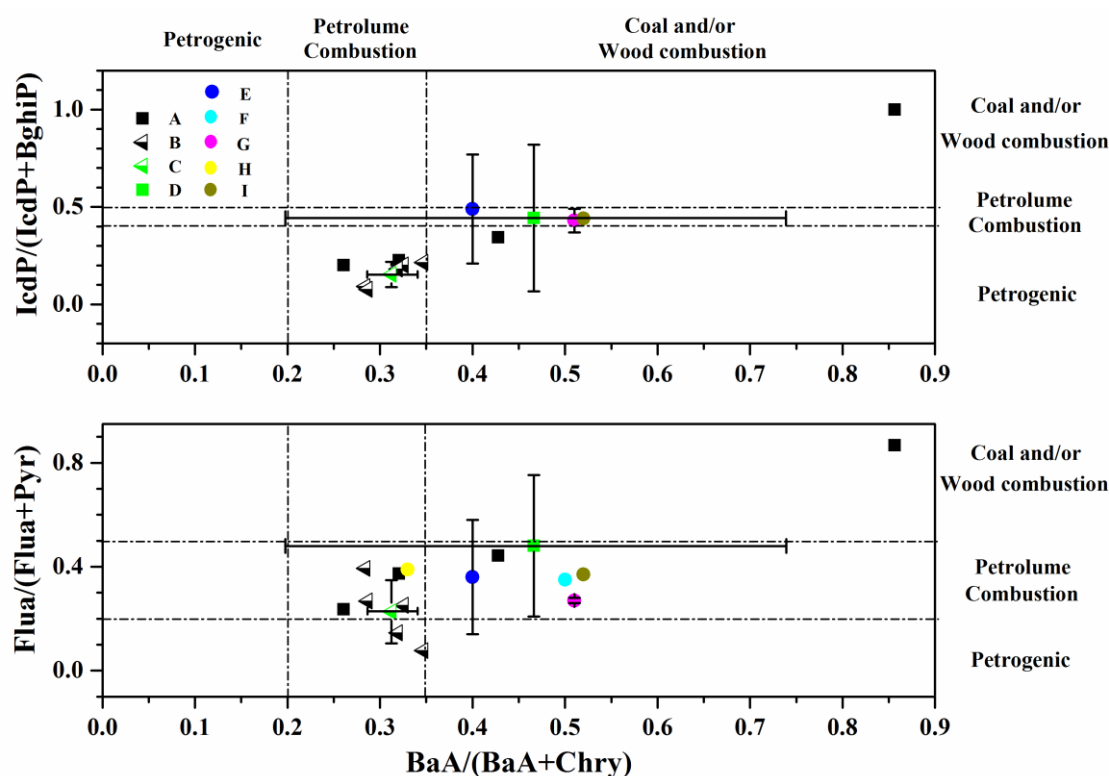 Petrogenic
Petrolume
Combustion
Coal and/or
Wood combustion
IcdP/(IcdP+BghiP)
1.0
0.5
0.0
A
B
C
D
E
F
G
H
I
Coal and/or
Wood combustion
Petrolume
Combustion
Petrogenic
0.0 0.1 0.2 0.3 0.4 0.5 0.6 0.7 0.8 0.9
Flua/(Flua+Pyr)
0.8
0.4
0.0
Coal and/or
Wood combustion
Petrolume
Combustion
Petrogenic
0.0 0.1 0.2 0.3 0.4 0.5 0.6 0.7 0.8 0.9
BaA/(BaA+Chry)